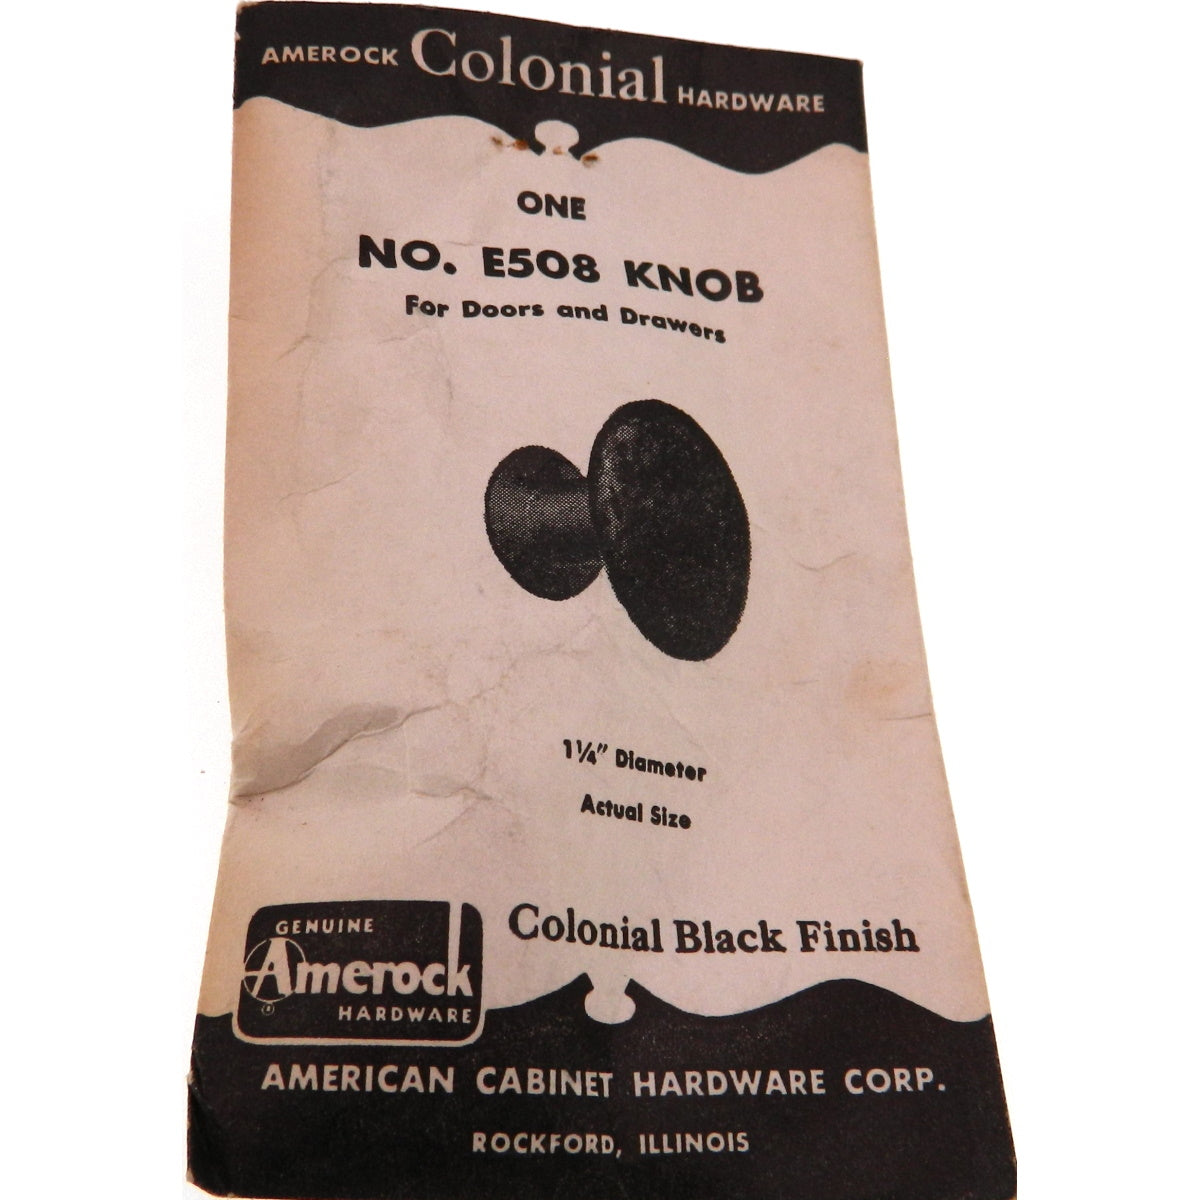 AMEROCK Colonial HARDWARE
ONE
NO. E508 KNOB
For Doors and Drawers
1¼" Diameter
Actual Size
Colonial Black Finish
GENUINE
Amerock
®
HARDWARE
AMERICAN CABINET HARDWARE CORP.
ROCKFORD, ILLINOIS